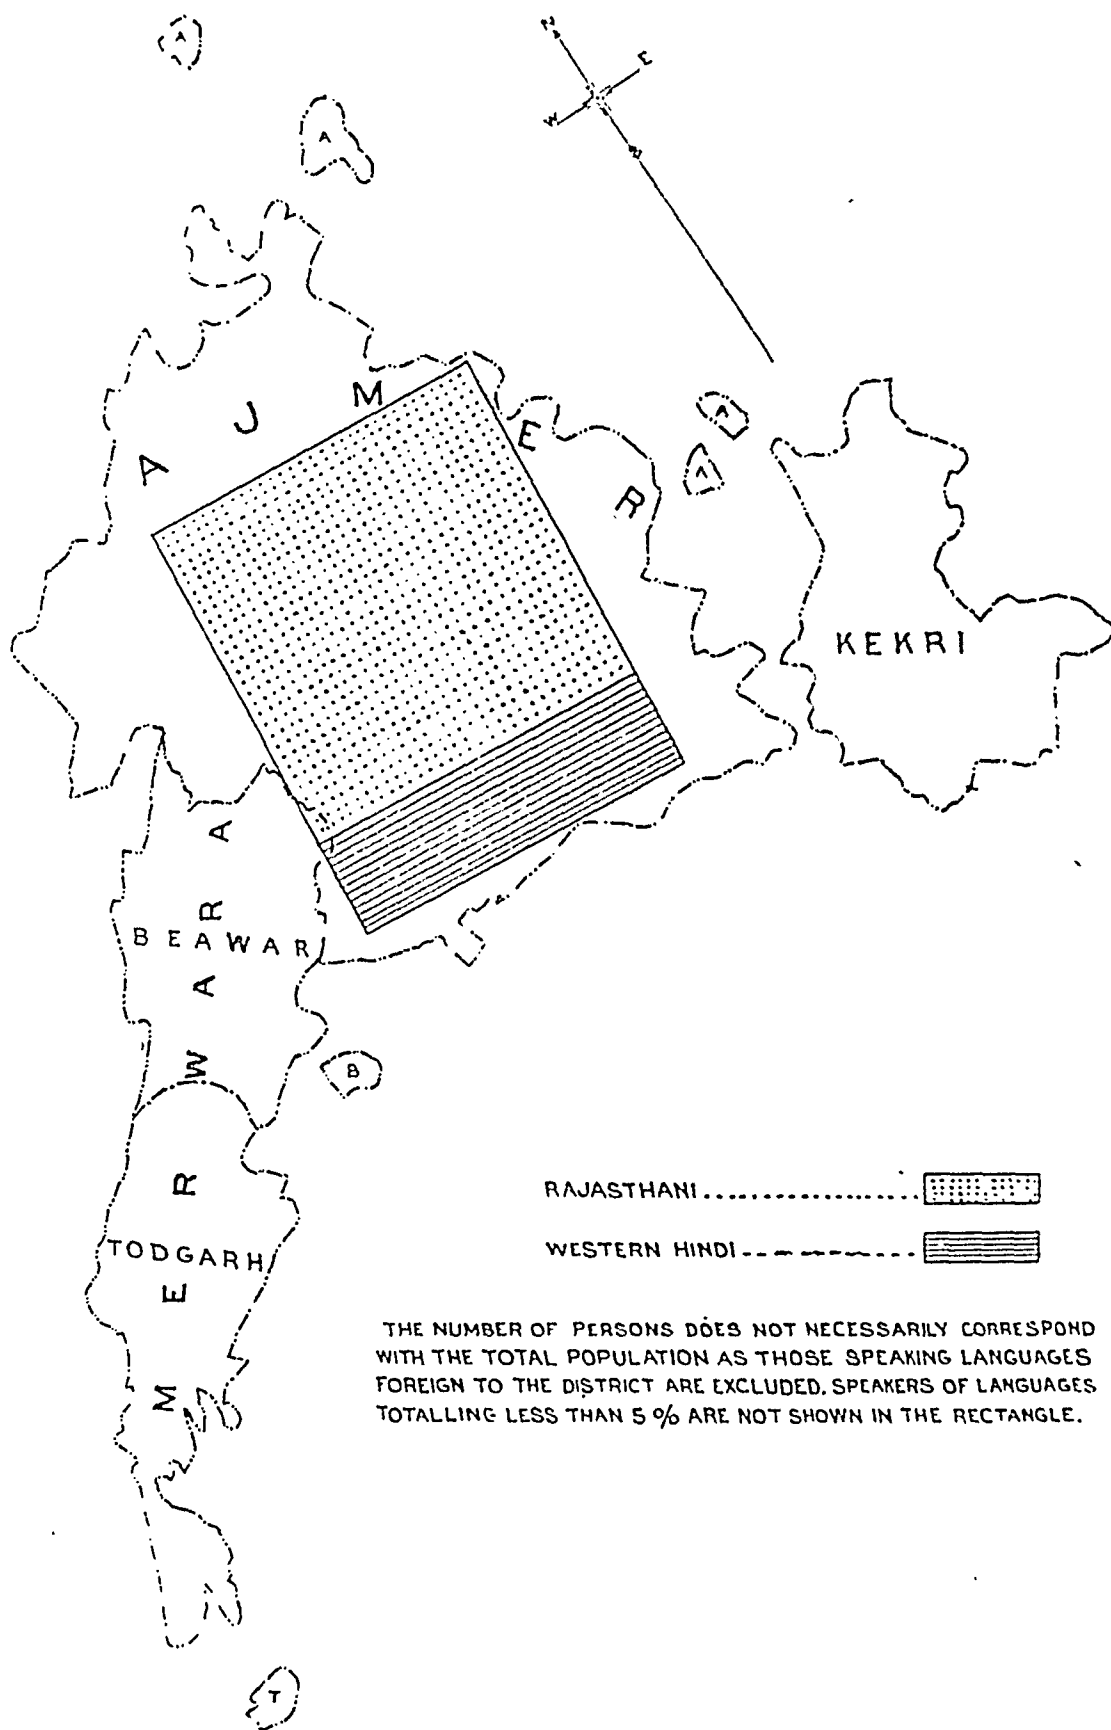 A
N
E
W
S
A
AJMER
A
A
KEKRI
BEAWAR
MERWARA
B
TODGARH
RAJASTHANI
WESTERN HINDI
THE NUMBER OF PERSONS DOES NOT NECESSARILY CORRESPOND
WITH THE TOTAL POPULATION AS THOSE SPEAKING LANGUAGES
FOREIGN TO THE DISTRICT ARE EXCLUDED. SPEAKERS OF LANGUAGES
TOTALLING LESS THAN 5 % ARE NOT SHOWN IN THE RECTANGLE.
T